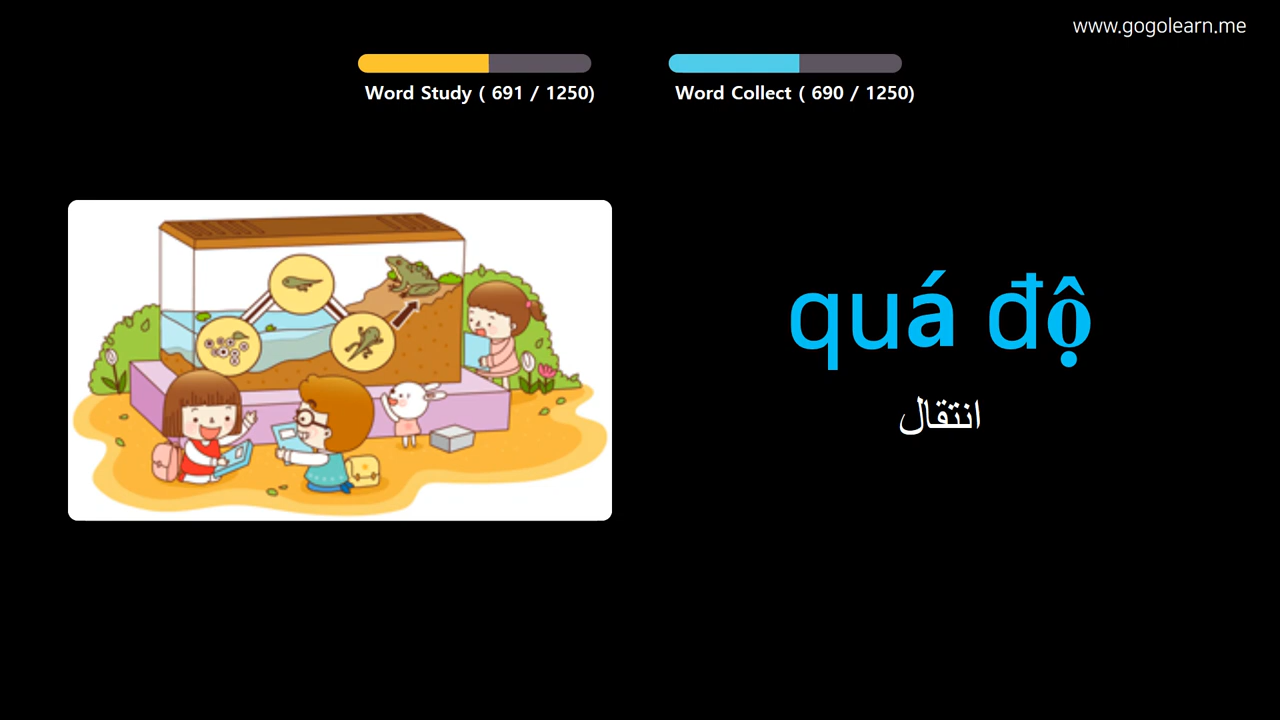 www.gogolearn.me
Word Study ( 691 / 1250)
Word Collect ( 690 / 1250)
quá độ
انتقال